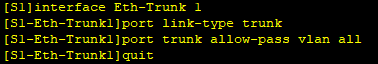 [S1]interface Eth-Trunk 1
[S1-Eth-Trunk1]port link-type trunk
[S1-Eth-Trunk1]port trunk allow-pass vlan all
[S1-Eth-Trunk1]quit